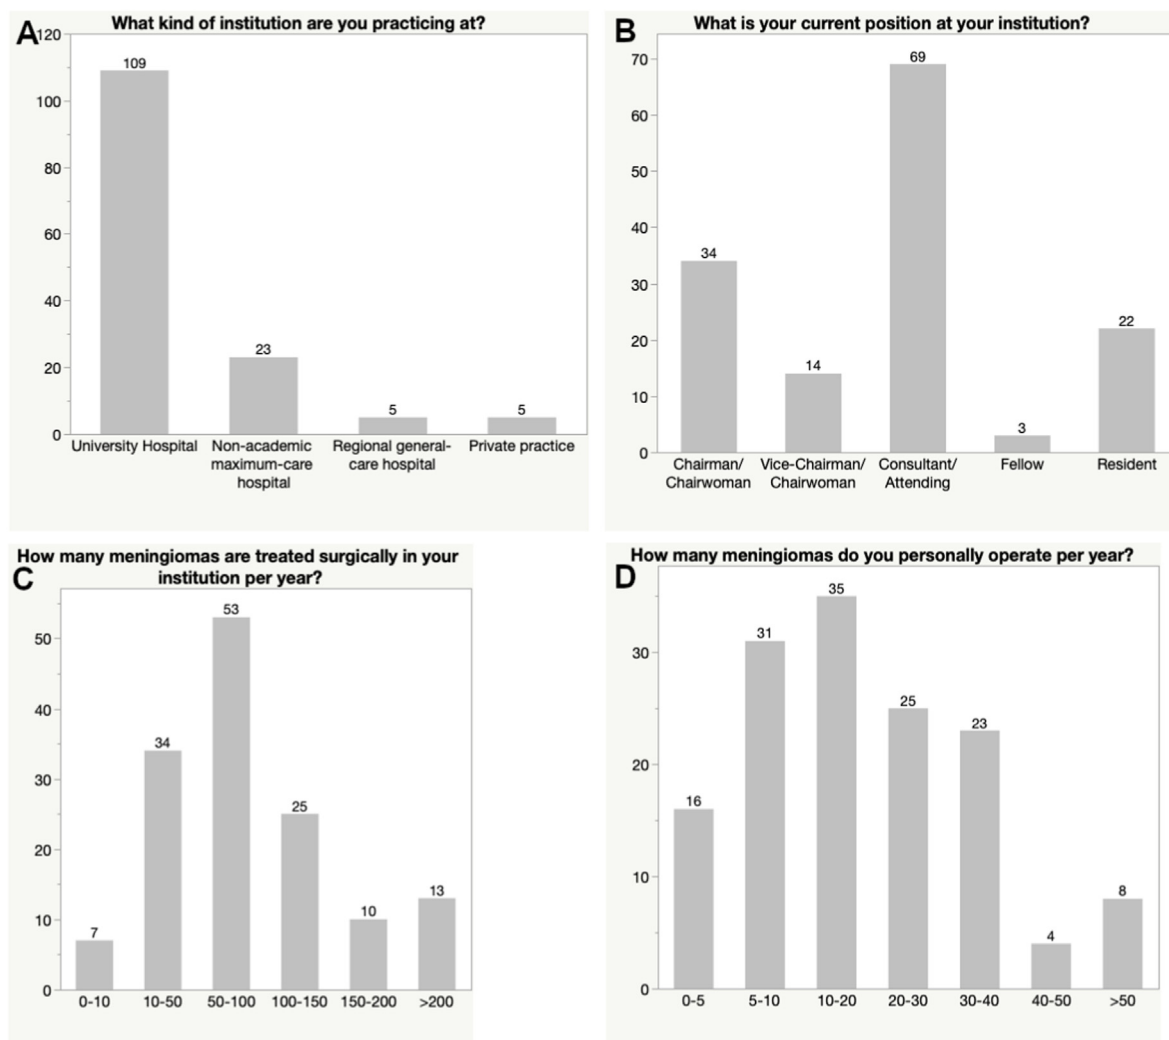 A
What kind of institution are you practicing at?
120
100
80
60
40
20
0
109
23
5
5
University Hospital
Non-academic
maximum-care
hospital
Regional general-
care hospital
Private practice
B
What is your current position at your institution?
70
60
50
40
30
20
10
0
34
14
69
3
22
Chairman/
Chairwoman
Vice-Chairman/
Chairwoman
Consultant/
Attending
Fellow
Resident
C
How many meningiomas are treated surgically in your
institution per year?
50
40
30
20
10
0
7
34
53
25
10
13
0-10
10-50
50-100
100-150
150-200
>200
D
How many meningiomas do you personally operate per year?
30
20
10
0
16
31
35
25
23
4
8
0-5
5-10
10-20
20-30
30-40
40-50
>50